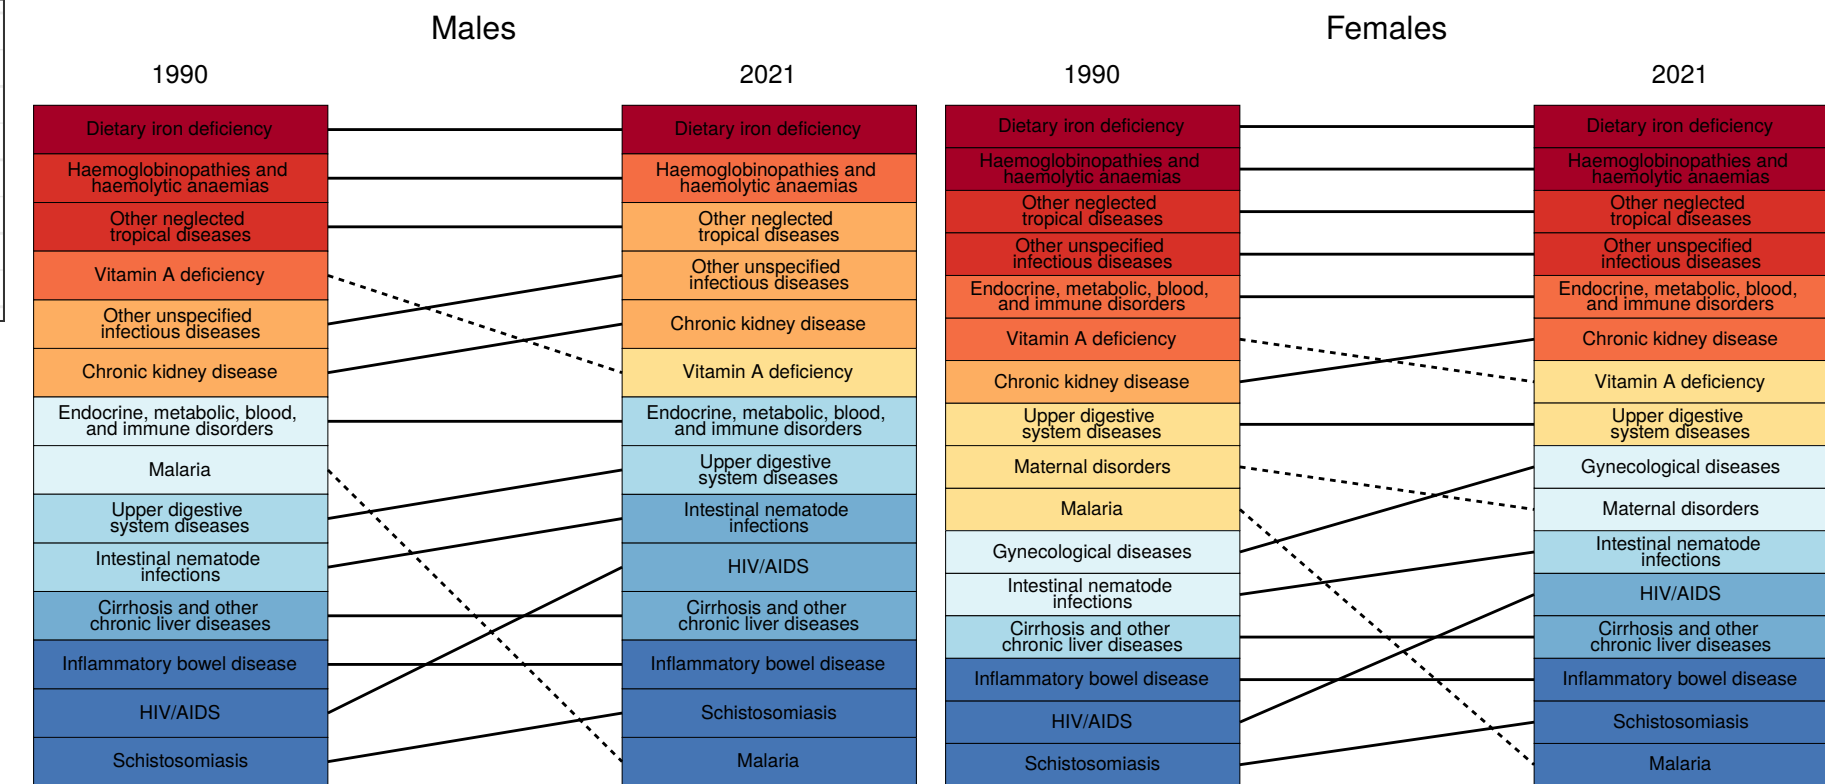 Males
1990
2021
Dietary iron deficiency
Haemoglobinopathies and
haemolytic anaemias
Other neglected
tropical diseases
Vitamin A deficiency
Other unspecified
infectious diseases
Chronic kidney disease
Endocrine, metabolic, blood,
and immune disorders
Malaria
Upper digestive
system diseases
Intestinal nematode
infections
Cirrhosis and other
chronic liver diseases
Inflammatory bowel disease
HIV/AIDS
Schistosomiasis
Dietary iron deficiency
Haemoglobinopathies and
haemolytic anaemias
Other neglected
tropical diseases
Other unspecified
infectious diseases
Chronic kidney disease
Vitamin A deficiency
Endocrine, metabolic, blood,
and immune disorders
Upper digestive
system diseases
Intestinal nematode
infections
HIV/AIDS
Cirrhosis and other
chronic liver diseases
Inflammatory bowel disease
Schistosomiasis
Malaria
Females
1990
2021
Dietary iron deficiency
Haemoglobinopathies and
haemolytic anaemias
Other neglected
tropical diseases
Other unspecified
infectious diseases
Endocrine, metabolic, blood,
and immune disorders
Vitamin A deficiency
Chronic kidney disease
Upper digestive
system diseases
Maternal disorders
Malaria
Gynecological diseases
Intestinal nematode
infections
Cirrhosis and other
chronic liver diseases
Inflammatory bowel disease
HIV/AIDS
Schistosomiasis
Dietary iron deficiency
Haemoglobinopathies and
haemolytic anaemias
Other neglected
tropical diseases
Other unspecified
infectious diseases
Endocrine, metabolic, blood,
and immune disorders
Chronic kidney disease
Vitamin A deficiency
Upper digestive
system diseases
Gynecological diseases
Maternal disorders
Intestinal nematode
infections
HIV/AIDS
Cirrhosis and other
chronic liver diseases
Inflammatory bowel disease
Schistosomiasis
Malaria